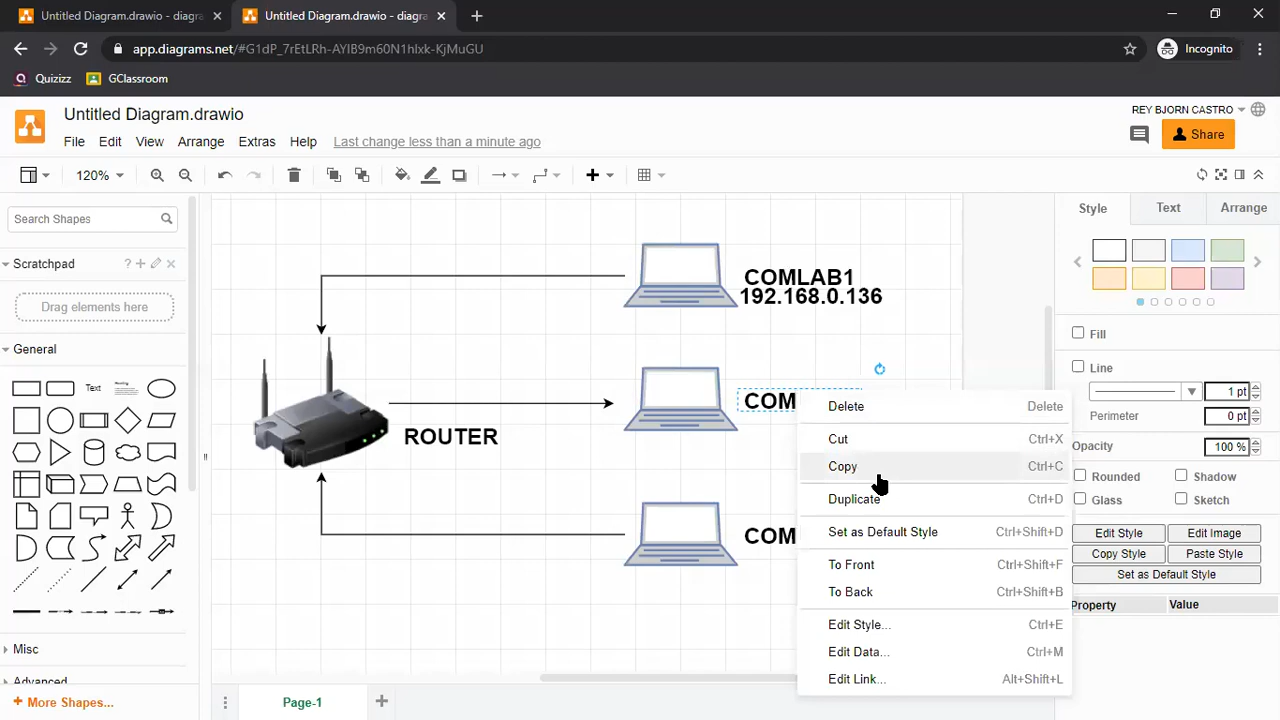 Untitled Diagram.drawio - diagra
Untitled Diagram.drawio - diagra
app.diagrams.net/#G1dP_7rEtLRh-AYIB9m60N1hlxk-KjMuGU
Incognito
Quizizz
GClassroom
Untitled Diagram.drawio
REY BJORN CASTRO
File Edit View Arrange Extras Help Last change less than a minute ago
Share
120%
Search Shapes
Style Text Arrange
Scratchpad
?
Drag elements here
General
Text
Heading
Misc
More Shapes...
COMLAB1
192.168.0.136
COM
COM
ROUTER
Delete Delete
Cut Ctrl+X
Copy Ctrl+C
Duplicate Ctrl+D
Set as Default Style Ctrl+Shift+D
To Front Ctrl+Shift+F
To Back Ctrl+Shift+B
Edit Style... Ctrl+E
Edit Data... Ctrl+M
Edit Link... Alt+Shift+L
Fill
Line
1 pt
Perimeter 0 pt
Opacity 100 %
Rounded Shadow
Glass Sketch
Edit Style Edit Image
Copy Style Paste Style
Set as Default Style
Property Value
Page-1